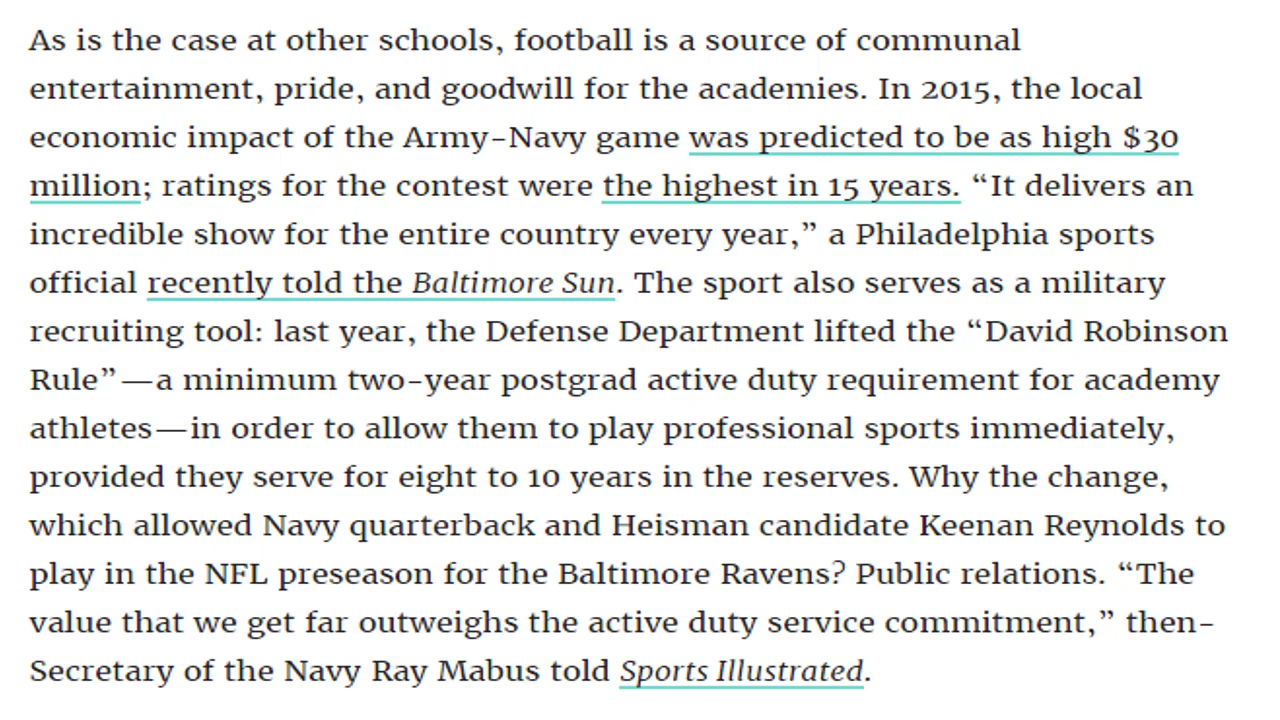 As is the case at other schools, football is a source of communal
entertainment, pride, and goodwill for the academies. In 2015, the local
economic impact of the Army-Navy game was predicted to be as high $30
million; ratings for the contest were the highest in 15 years. “It delivers an
incredible show for the entire country every year,” a Philadelphia sports
official recently told the Baltimore Sun. The sport also serves as a military
recruiting tool: last year, the Defense Department lifted the “David Robinson
Rule”—a minimum two-year postgrad active duty requirement for academy
athletes—in order to allow them to play professional sports immediately,
provided they serve for eight to 10 years in the reserves. Why the change,
which allowed Navy quarterback and Heisman candidate Keenan Reynolds to
play in the NFL preseason for the Baltimore Ravens? Public relations. “The
value that we get far outweighs the active duty service commitment,” then-
Secretary of the Navy Ray Mabus told Sports Illustrated.